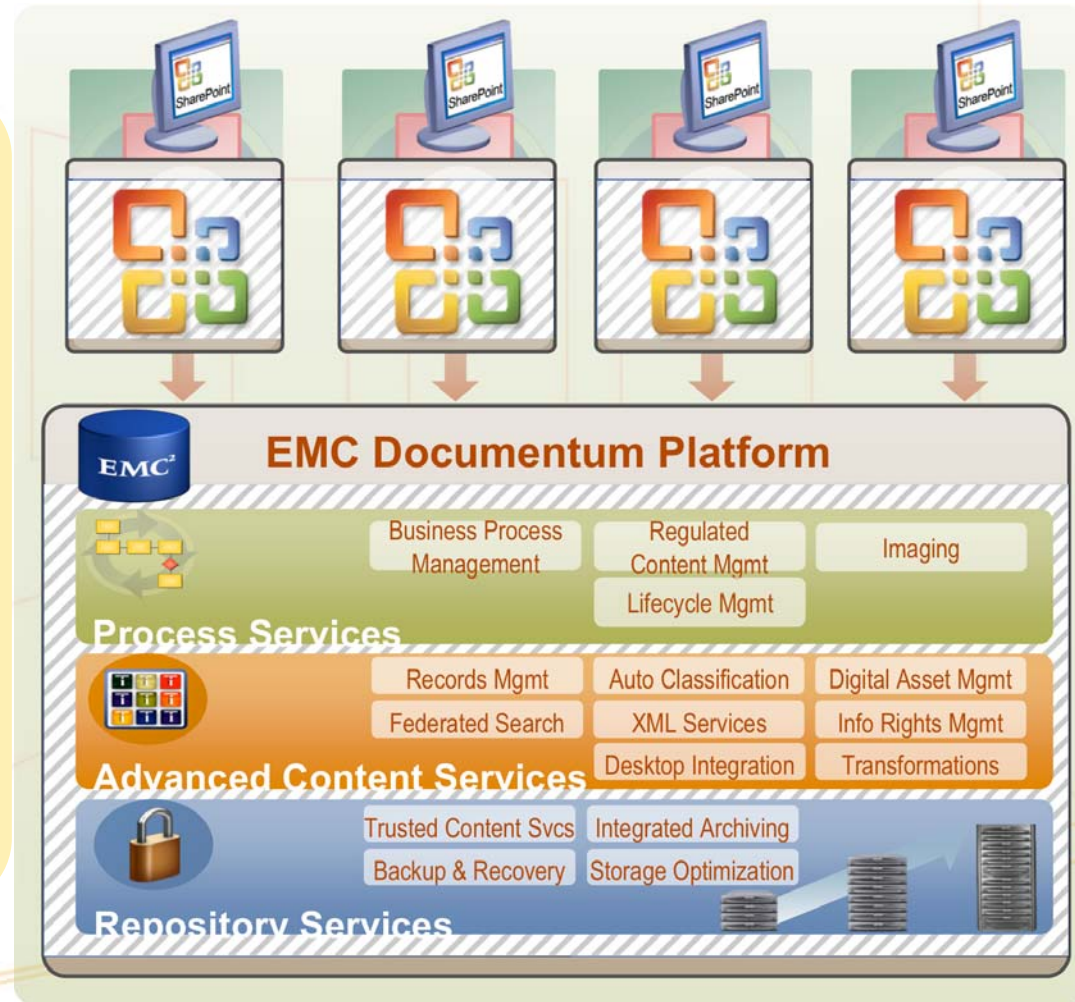 SharePoint
SharePoint
SharePoint
SharePoint
EMC²
EMC Documentum Platform
Business Process
Management
Regulated
Content Mgmt
Imaging
Lifecycle Mgmt
Process Services
Records Mgmt
Auto Classification
Digital Asset Mgmt
Federated Search
XML Services
Info Rights Mgmt
Desktop Integration
Transformations
Advanced Content Services
Trusted Content Svcs
Integrated Archiving
Backup & Recovery
Storage Optimization
Repository Services